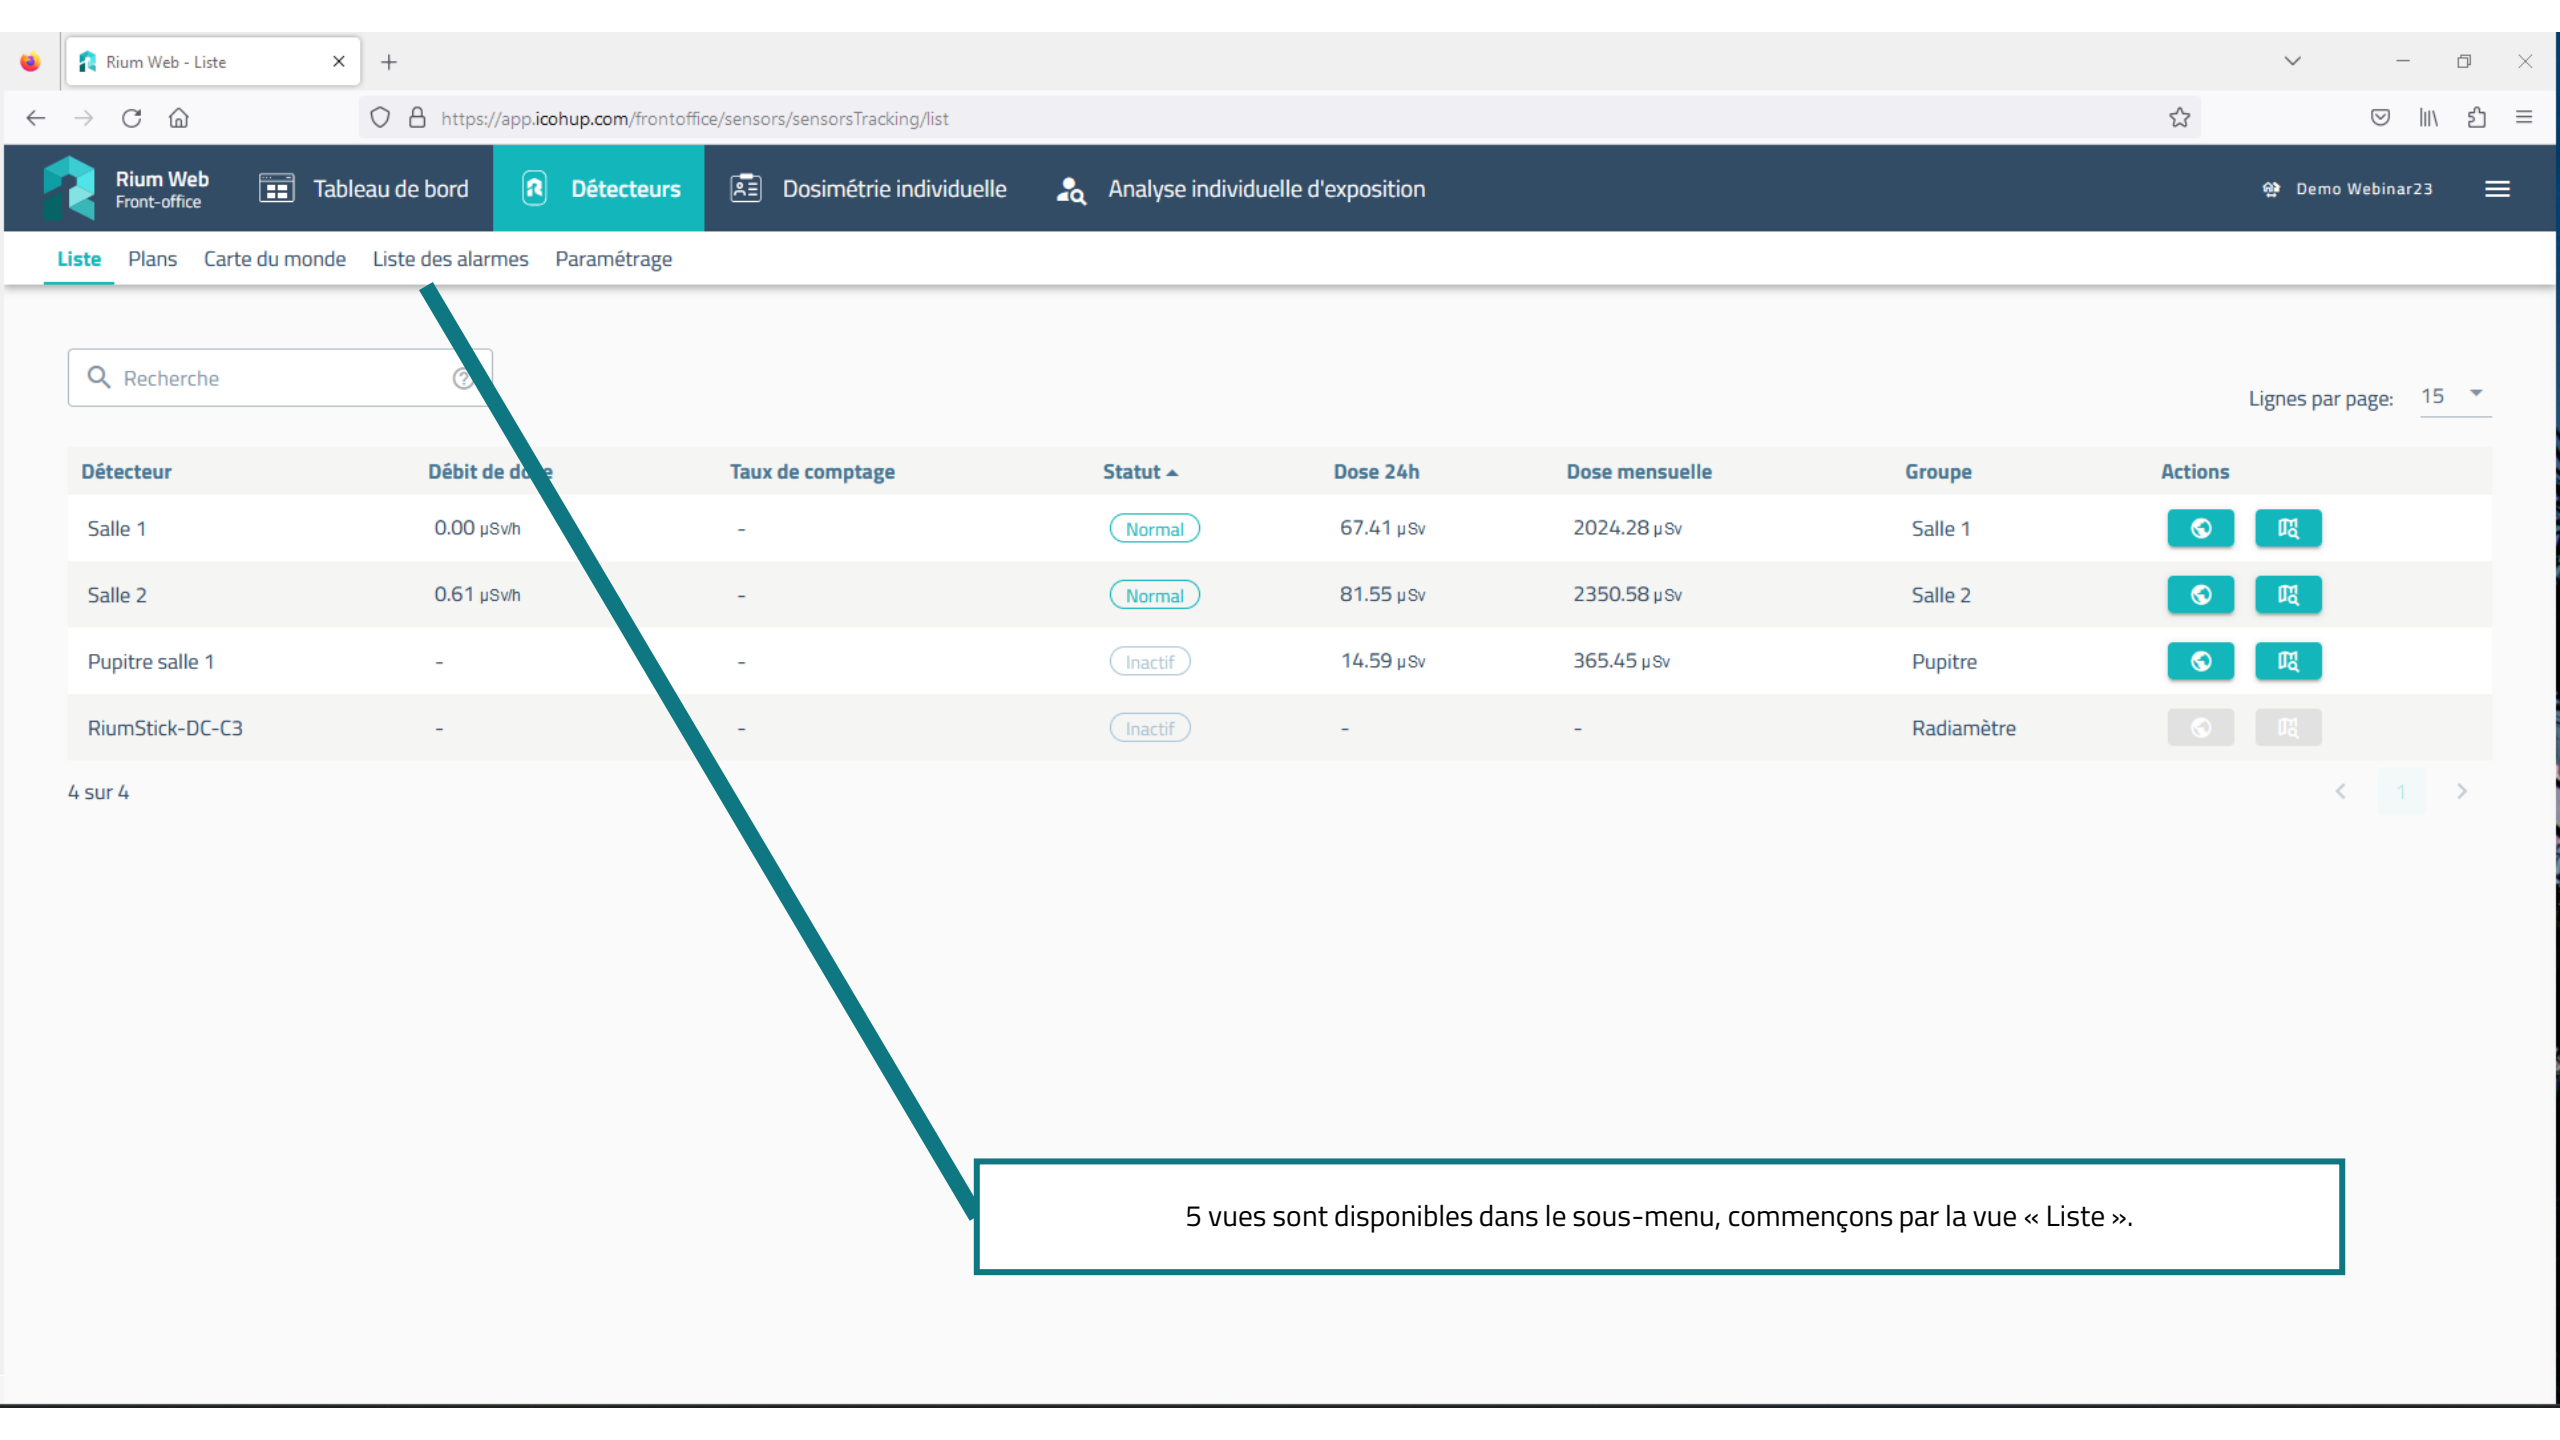 Rium Web - Liste
https://app.icohup.com/frontoffice/sensors/sensorsTracking/list
Rium Web
Front-office
Tableau de bord
Détecteurs
Dosimétrie individuelle
Analyse individuelle d'exposition
Demo Webinar23
Liste Plans Carte du monde Liste des alarmes Paramétrage
Recherche
Lignes par page: 15
Détecteur Débit de dose Taux de comptage Statut Dose 24h Dose mensuelle Groupe Actions
Salle 1 0.00 µSv/h - Normal 67.41 µSv 2024.28 µSv Salle 1
Salle 2 0.61 µSv/h - Normal 81.55 µSv 2350.58 µSv Salle 2
Pupitre salle 1 - - Inactif 14.59 µSv 365.45 µSv Pupitre
RiumStick-DC-C3 - - Inactif - - Radiamètre
4 sur 4
1
5 vues sont disponibles dans le sous-menu, commençons par la vue « Liste ».